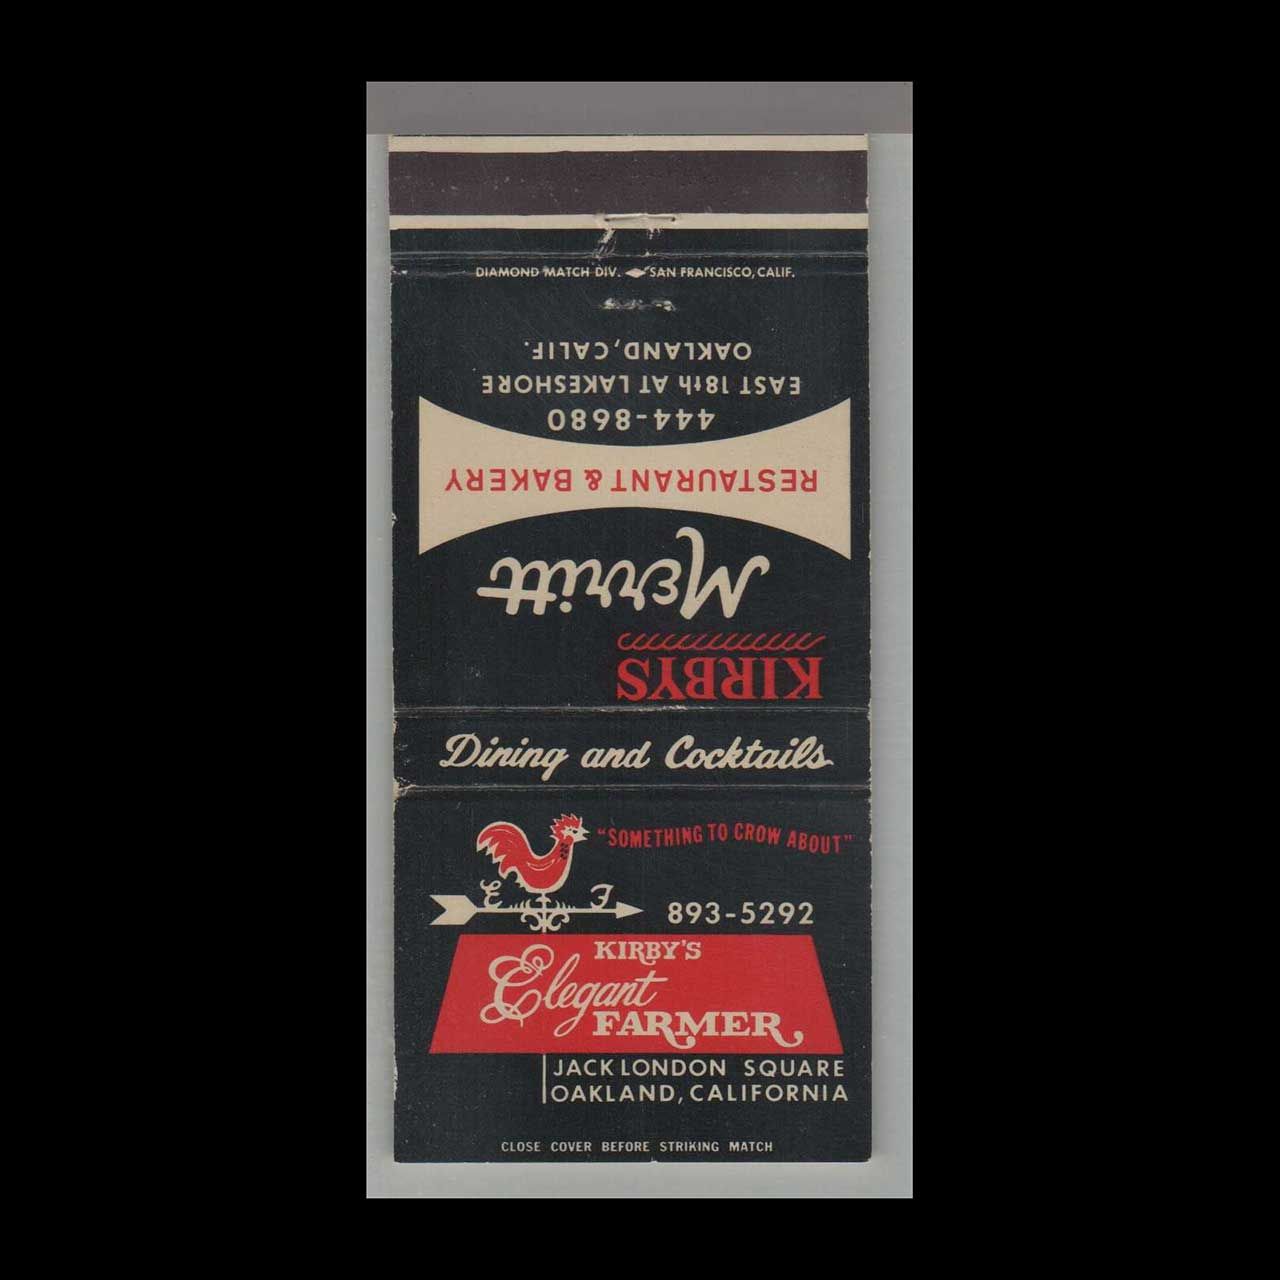 DIAMOND MATCH DIV. SAN FRANCISCO, CALIF.
KIRBYS
Merritt
RESTAURANT & BAKERY
444-8680
EAST 18th AT LAKESHORE
OAKLAND, CALIF.
Dining and Cocktails
"SOMETHING TO CROW ABOUT"
E F
893-5292
KIRBY'S
Elegant
FARMER
JACK LONDON SQUARE
OAKLAND, CALIFORNIA
CLOSE COVER BEFORE STRIKING MATCH